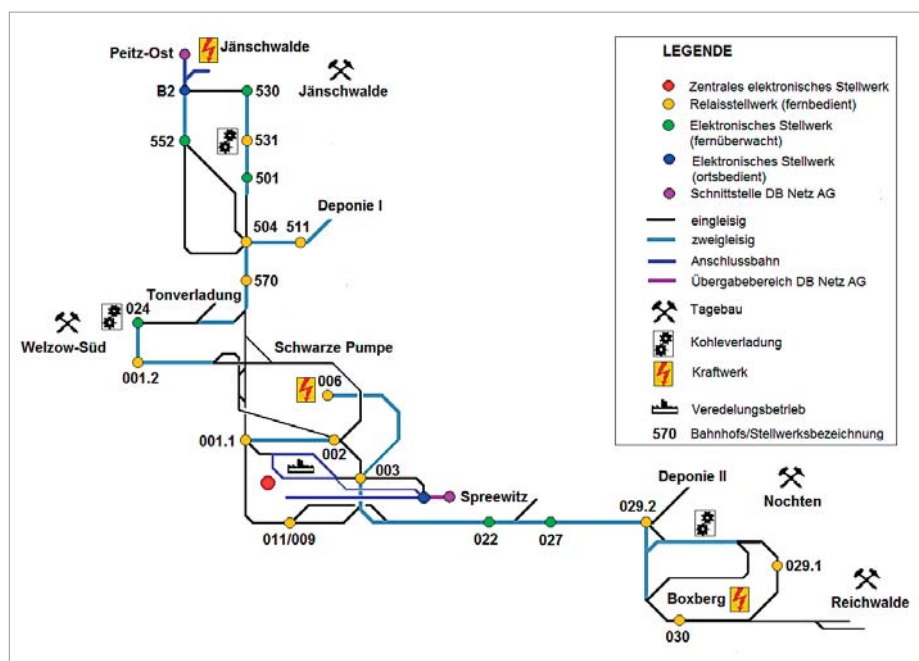 Peitz-Ost
Jänschwalde
B2
530
Jänschwalde
552
531
501
504
511
Deponie I
570
Tonverladung
024
Welzow-Süd
001.2
Schwarze Pumpe
006
001.1
002
003
Spreewitz
011/009
022
027
029.2
Deponie II
Nochten
029.1
Boxberg
Reichwalde
030
LEGENDE
Zentrales elektronisches Stellwerk
Relaisstellwerk (fernbedient)
Elektronisches Stellwerk
(fernüberwacht)
Elektronisches Stellwerk
(ortsbedient)
Schnittstelle DB Netz AG
eingleisig
zweigleisig
Anschlussbahn
Übergabebereich DB Netz AG
Tagebau
Kohleverladung
Kraftwerk
Veredelungsbetrieb
570 Bahnhofs/Stellwerksbezeichnung